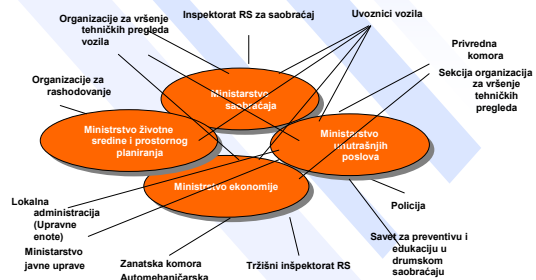 Organizacije za vršenje
tehničkih pregleda
vozila
Inspektorat RS za saobraćaj
Uvoznici vozila
Privredna
komora
Sekcija organizacija
za vršenje
tehničkih
pregleda
Organizacije za
rashodovanje
Ministarstvo
saobraćaja
Ministrstvo životne
sredine i prostornog
planiranja
Ministarstvo
unutrašnjih
poslova
Ministrstvo ekonomije
Lokalna
administracija
(Upravne
enote)
Ministarstvo
javne uprave
Zanatska komora
Automehaničarska
Tržišni inšpektorat RS
Policija
Savet za preventivu i
edukaciju u
drumskom
saobraćaju